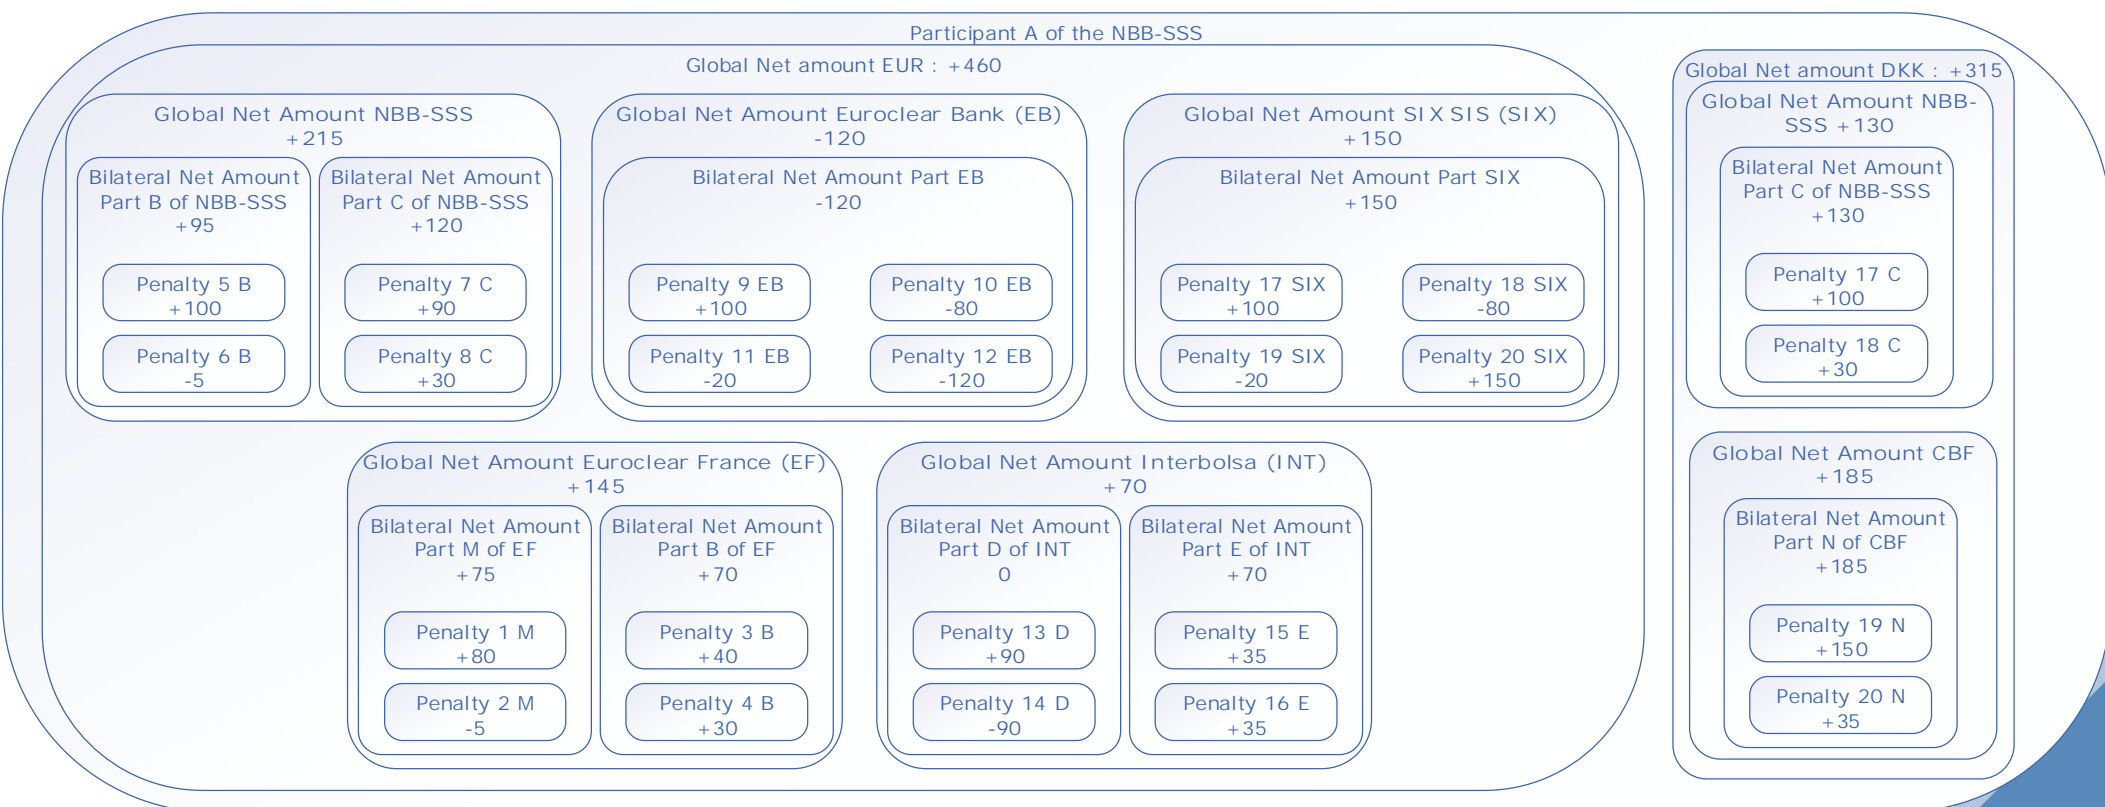 Participant A of the NBB-SSS
Global Net amount EUR : +460
Global Net Amount NBB-SSS
+215
Bilateral Net Amount
Part B of NBB-SSS
+95
Penalty 5 B
+100
Penalty 6 B
-5
Bilateral Net Amount
Part C of NBB-SSS
+120
Penalty 7 C
+90
Penalty 8 C
+30
Global Net Amount Euroclear Bank (EB)
-120
Bilateral Net Amount Part EB
-120
Penalty 9 EB
+100
Penalty 10 EB
-80
Penalty 11 EB
-20
Penalty 12 EB
-120
Global Net Amount SIX SIS (SIX)
+150
Bilateral Net Amount Part SIX
+150
Penalty 17 SIX
+100
Penalty 18 SIX
-80
Penalty 19 SIX
-20
Penalty 20 SIX
+150
Global Net Amount Euroclear France (EF)
+145
Bilateral Net Amount
Part M of EF
+75
Penalty 1 M
+80
Penalty 2 M
-5
Bilateral Net Amount
Part B of EF
+70
Penalty 3 B
+40
Penalty 4 B
+30
Global Net Amount Interbolsa (INT)
+70
Bilateral Net Amount
Part D of INT
0
Penalty 13 D
+90
Penalty 14 D
-90
Bilateral Net Amount
Part E of INT
+70
Penalty 15 E
+35
Penalty 16 E
+35
Global Net amount DKK : +315
Global Net Amount NBB-
SSS +130
Bilateral Net Amount
Part C of NBB-SSS
+130
Penalty 17 C
+100
Penalty 18 C
+30
Global Net Amount CBF
+185
Bilateral Net Amount
Part N of CBF
+185
Penalty 19 N
+150
Penalty 20 N
+35